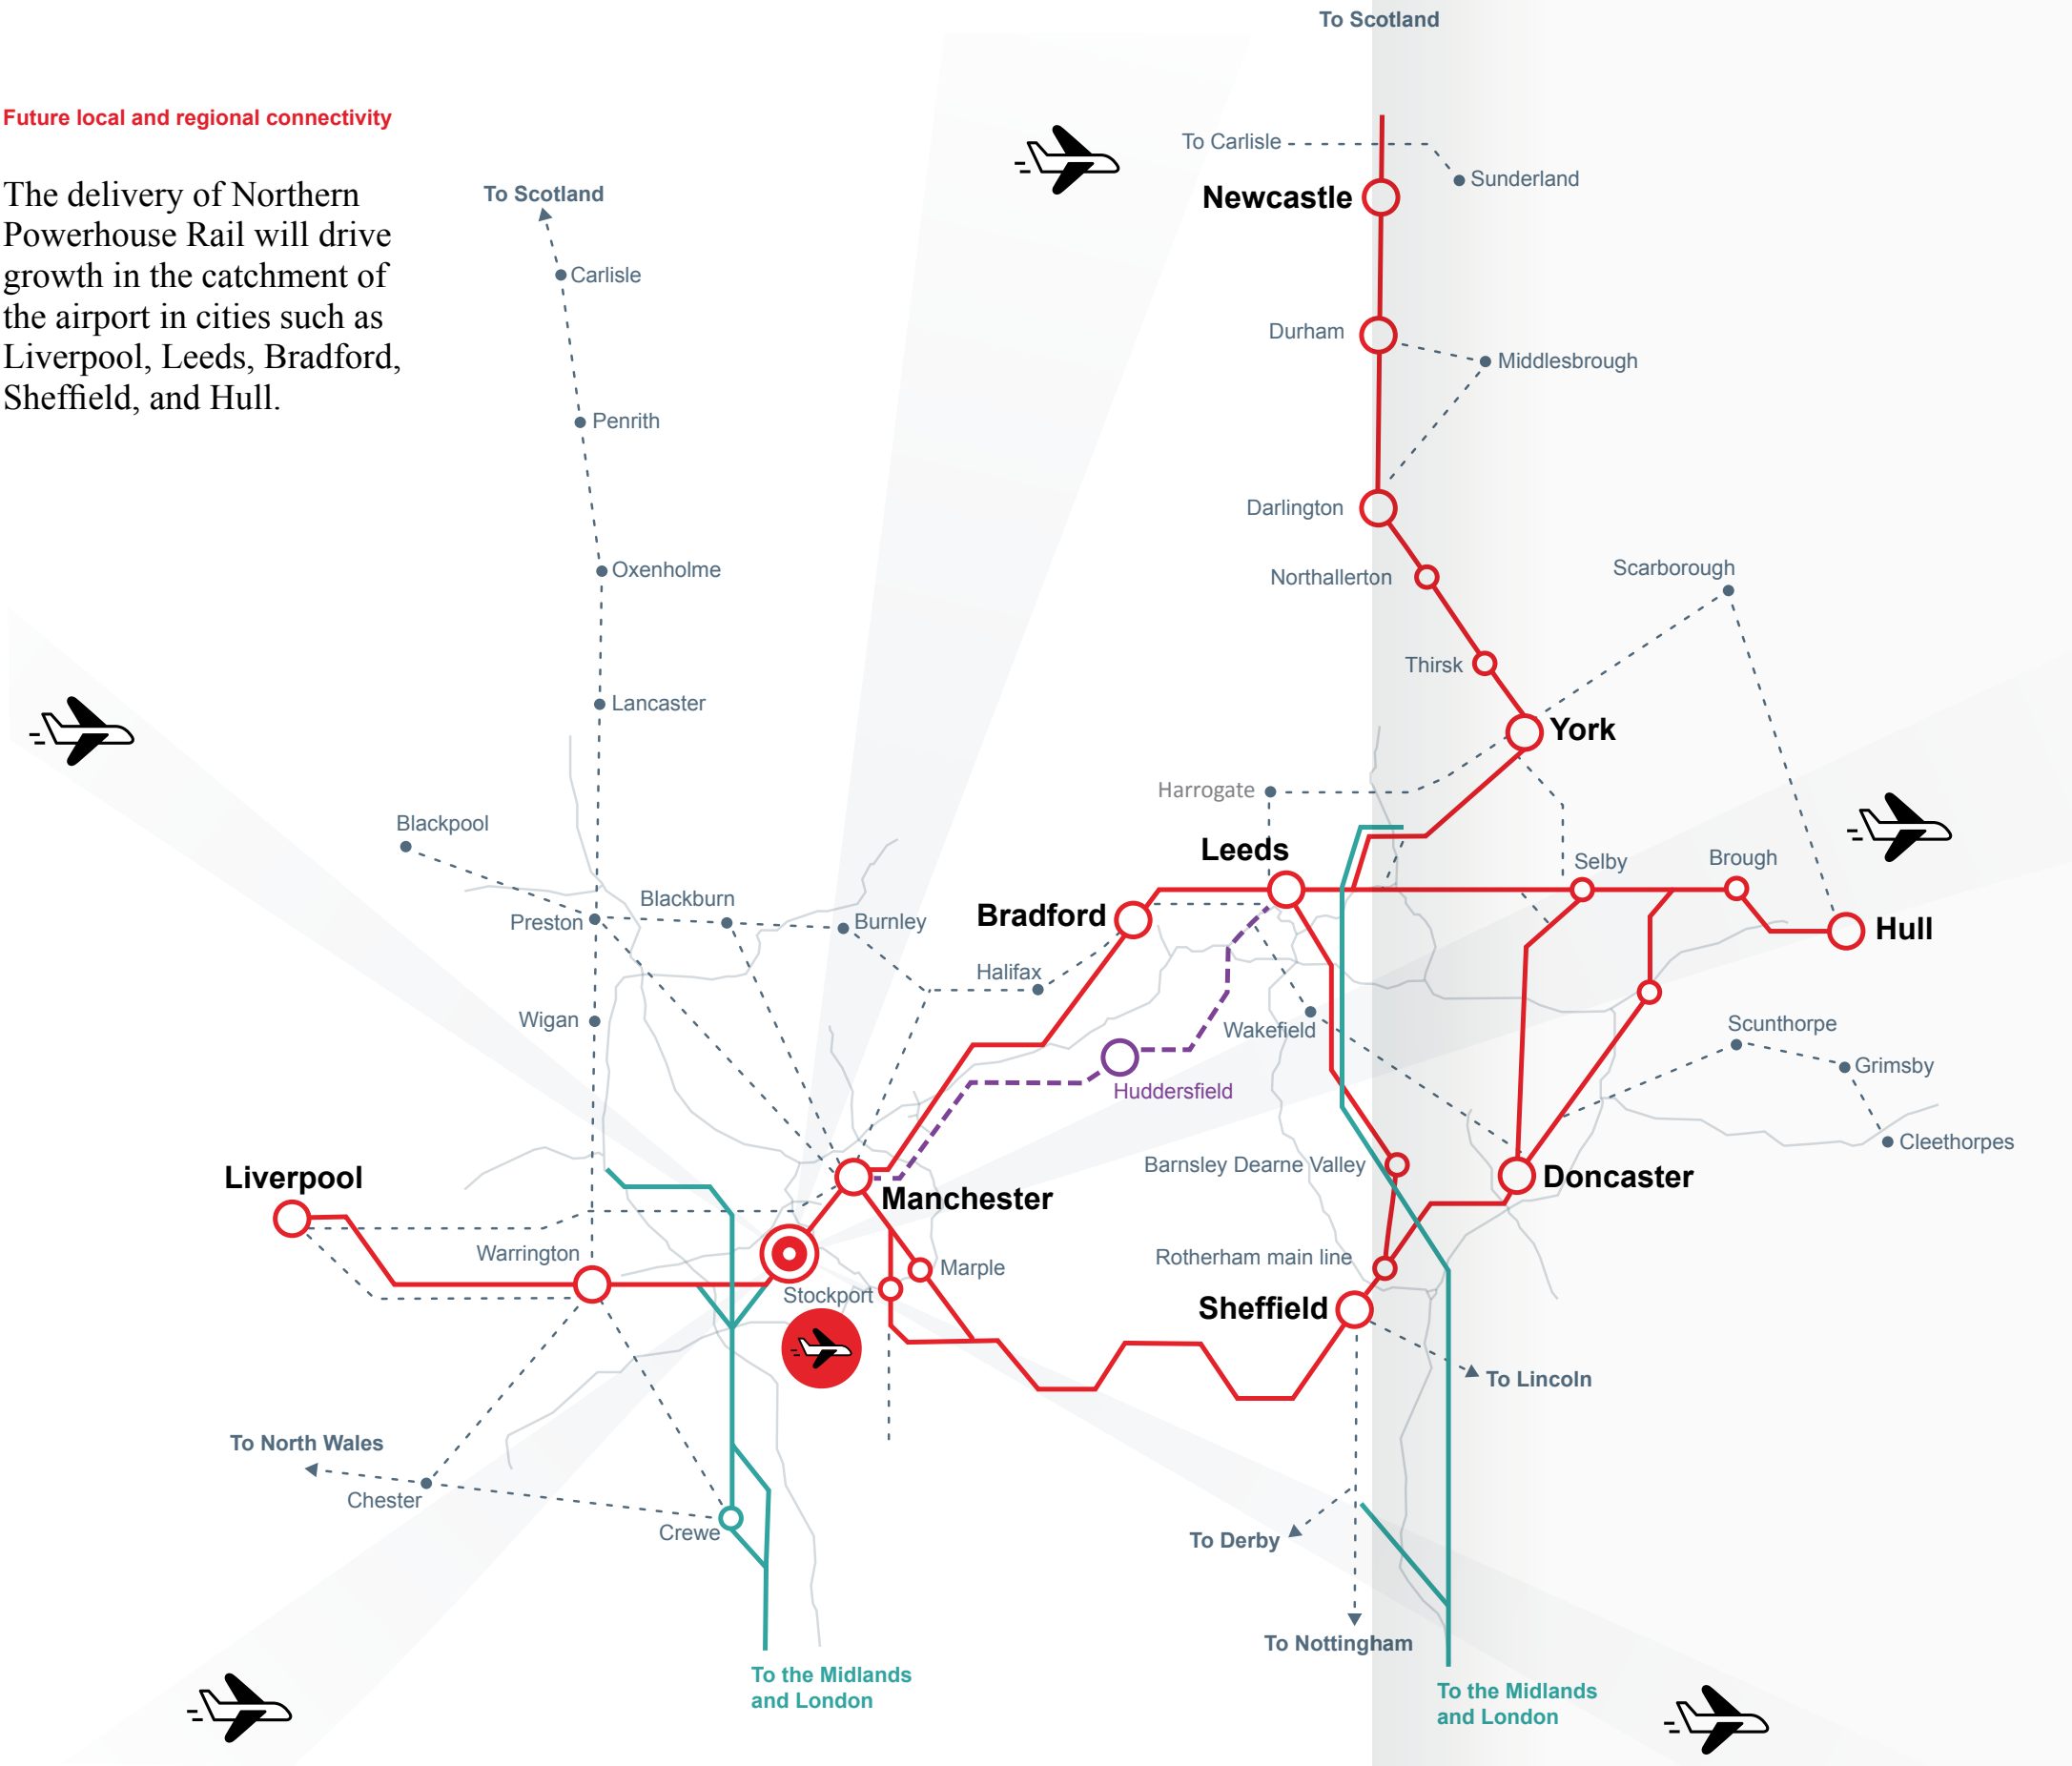 To Scotland
Future local and regional connectivity
The delivery of Northern
Powerhouse Rail will drive
growth in the catchment of
the airport in cities such as
Liverpool, Leeds, Bradford,
Sheffield, and Hull.
To Carlisle
Sunderland
To Scotland
Newcastle
Carlisle
Durham
Middlesbrough
Penrith
Darlington
Oxenholme
Northallerton
Scarborough
Thirsk
Lancaster
York
Harrogate
Blackpool
Leeds
Selby
Brough
Blackburn
Preston
Burnley
Bradford
Hull
Halifax
Wigan
Wakefield
Scunthorpe
Grimsby
Huddersfield
Cleethorpes
Liverpool
Barnsley Dearne Valley
Doncaster
Manchester
Warrington
Rotherham main line
Marple
Stockport
Sheffield
To Lincoln
To North Wales
Chester
Crewe
To Derby
To Nottingham
To the Midlands
and London
To the Midlands
and London